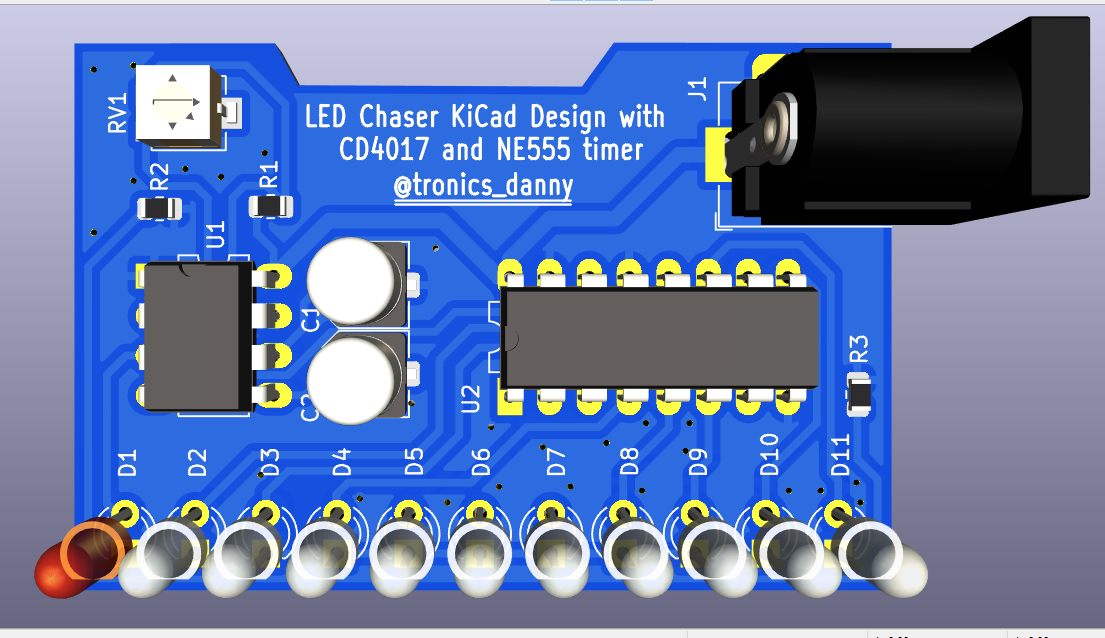 RV1
LED Chaser KiCad Design with
CD4017 and NE555 timer
@tronics_danny
J1
R2
R1
U1
C1
C2
U2
R3
D1
D2
D3
D4
D5
D6
D7
D8
D9
D10
D11